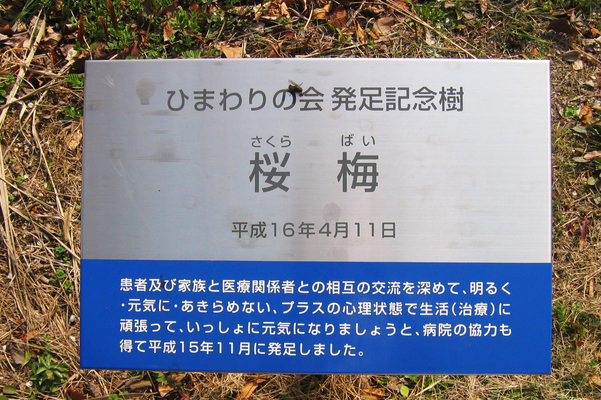 ひまわりの会 発足記念樹
さくら ばい
桜 梅
平成16年4月11日
患者及び家族と医療関係者との相互の交流を深めて、明るく
・元気に・あきらめない、プラスの心理状態で生活(治療)に
頑張って、いっしょに元気になりましょうと、病院の協力も
得て平成15年11月に発足しました。